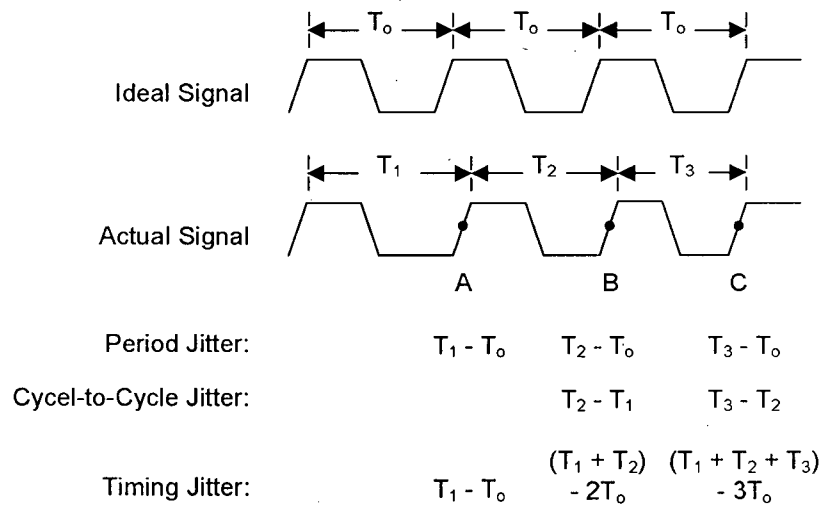 Tₒ Tₒ Tₒ
Ideal Signal
T₁ T₂ T₃
Actual Signal
A B C
Period Jitter: T₁ - Tₒ T₂ - Tₒ T₃ - Tₒ
Cycel-to-Cycle Jitter: T₂ - T₁ T₃ - T₂
Timing Jitter: T₁ - Tₒ (T₁ + T₂) - 2Tₒ (T₁ + T₂ + T₃) - 3Tₒ